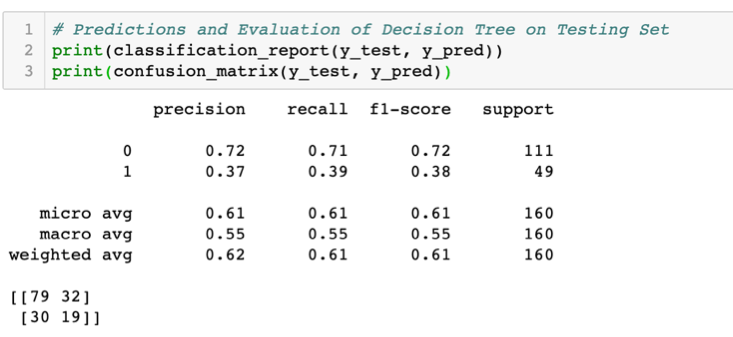 1 # Predictions and Evaluation of Decision Tree on Testing Set
2 print(classification_report(y_test, y_pred))
3 print(confusion_matrix(y_test, y_pred))
precision recall f1-score support
0 0.72 0.71 0.72 111
1 0.37 0.39 0.38 49
micro avg 0.61 0.61 0.61 160
macro avg 0.55 0.55 0.55 160
weighted avg 0.62 0.61 0.61 160
[[79 32]
[30 19]]